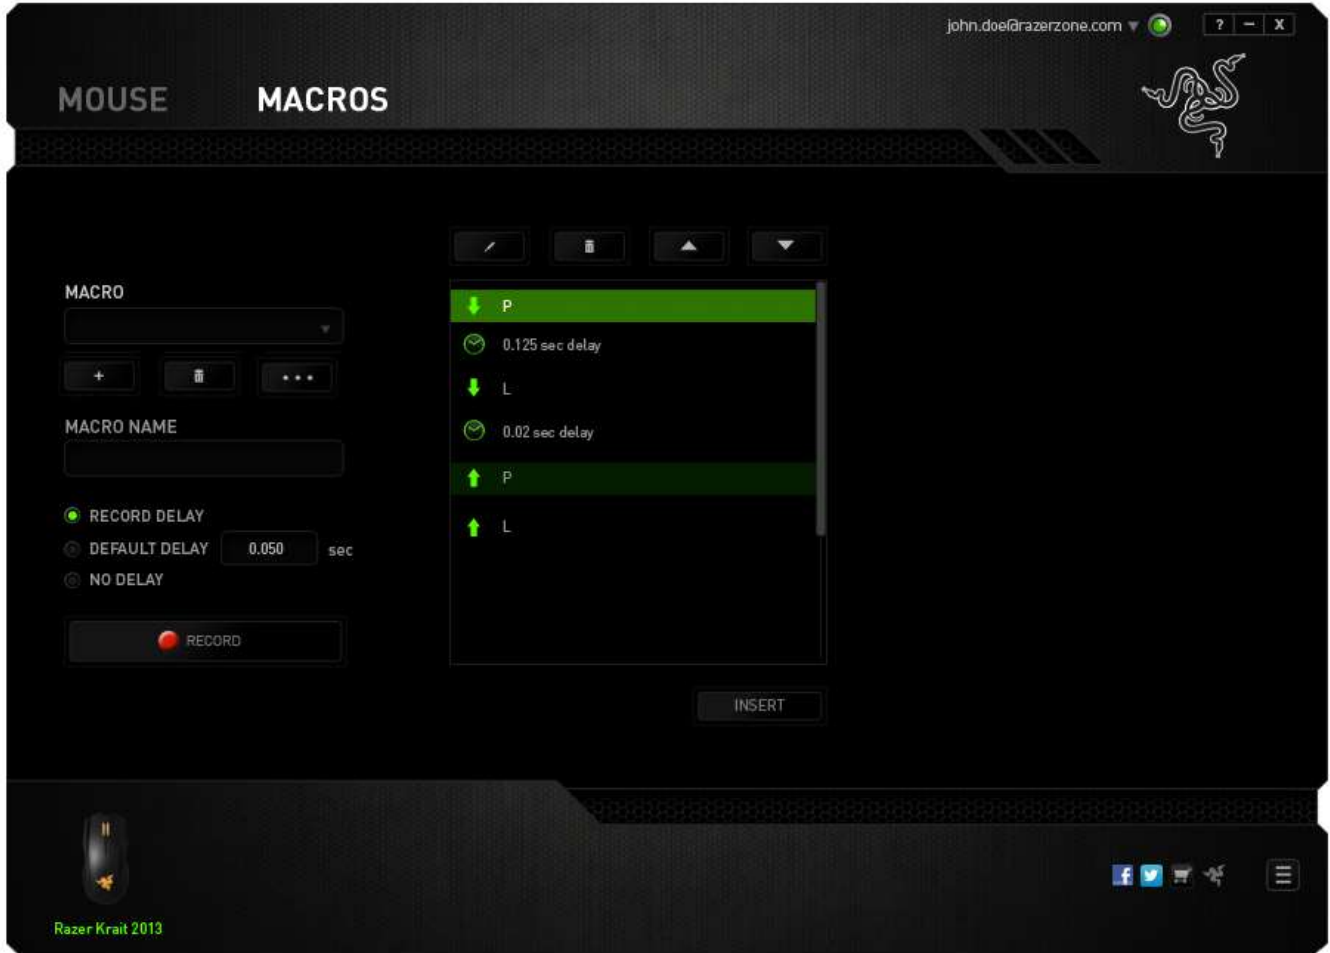 john.doe@razerzone.com
? – X
MOUSE MACROS
MACRO
MACRO NAME
RECORD DELAY
DEFAULT DELAY 0.050 sec
NO DELAY
RECORD
P
0.125 sec delay
L
0.02 sec delay
P
L
INSERT
Razer Krait 2013